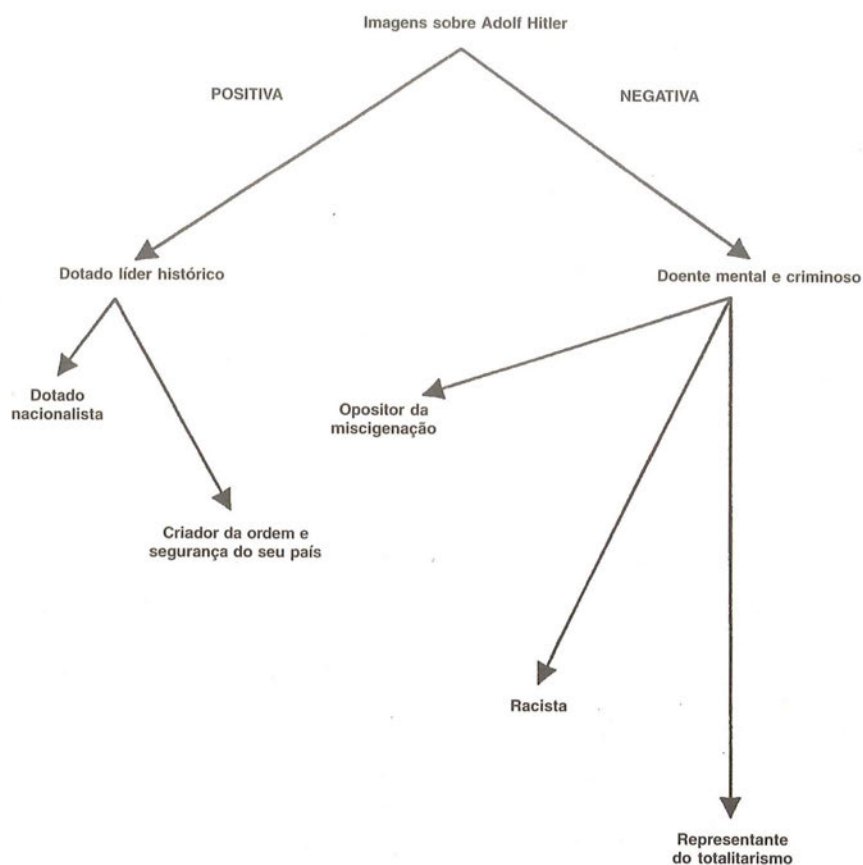 Imagens sobre Adolf Hitler
POSITIVA
NEGATIVA
Dotado líder histórico
Doente mental e criminoso
Dotado
nacionalista
Opositor da
miscigenação
Criador da ordem e
segurança do seu país
Racista
Representante
do totalitarismo